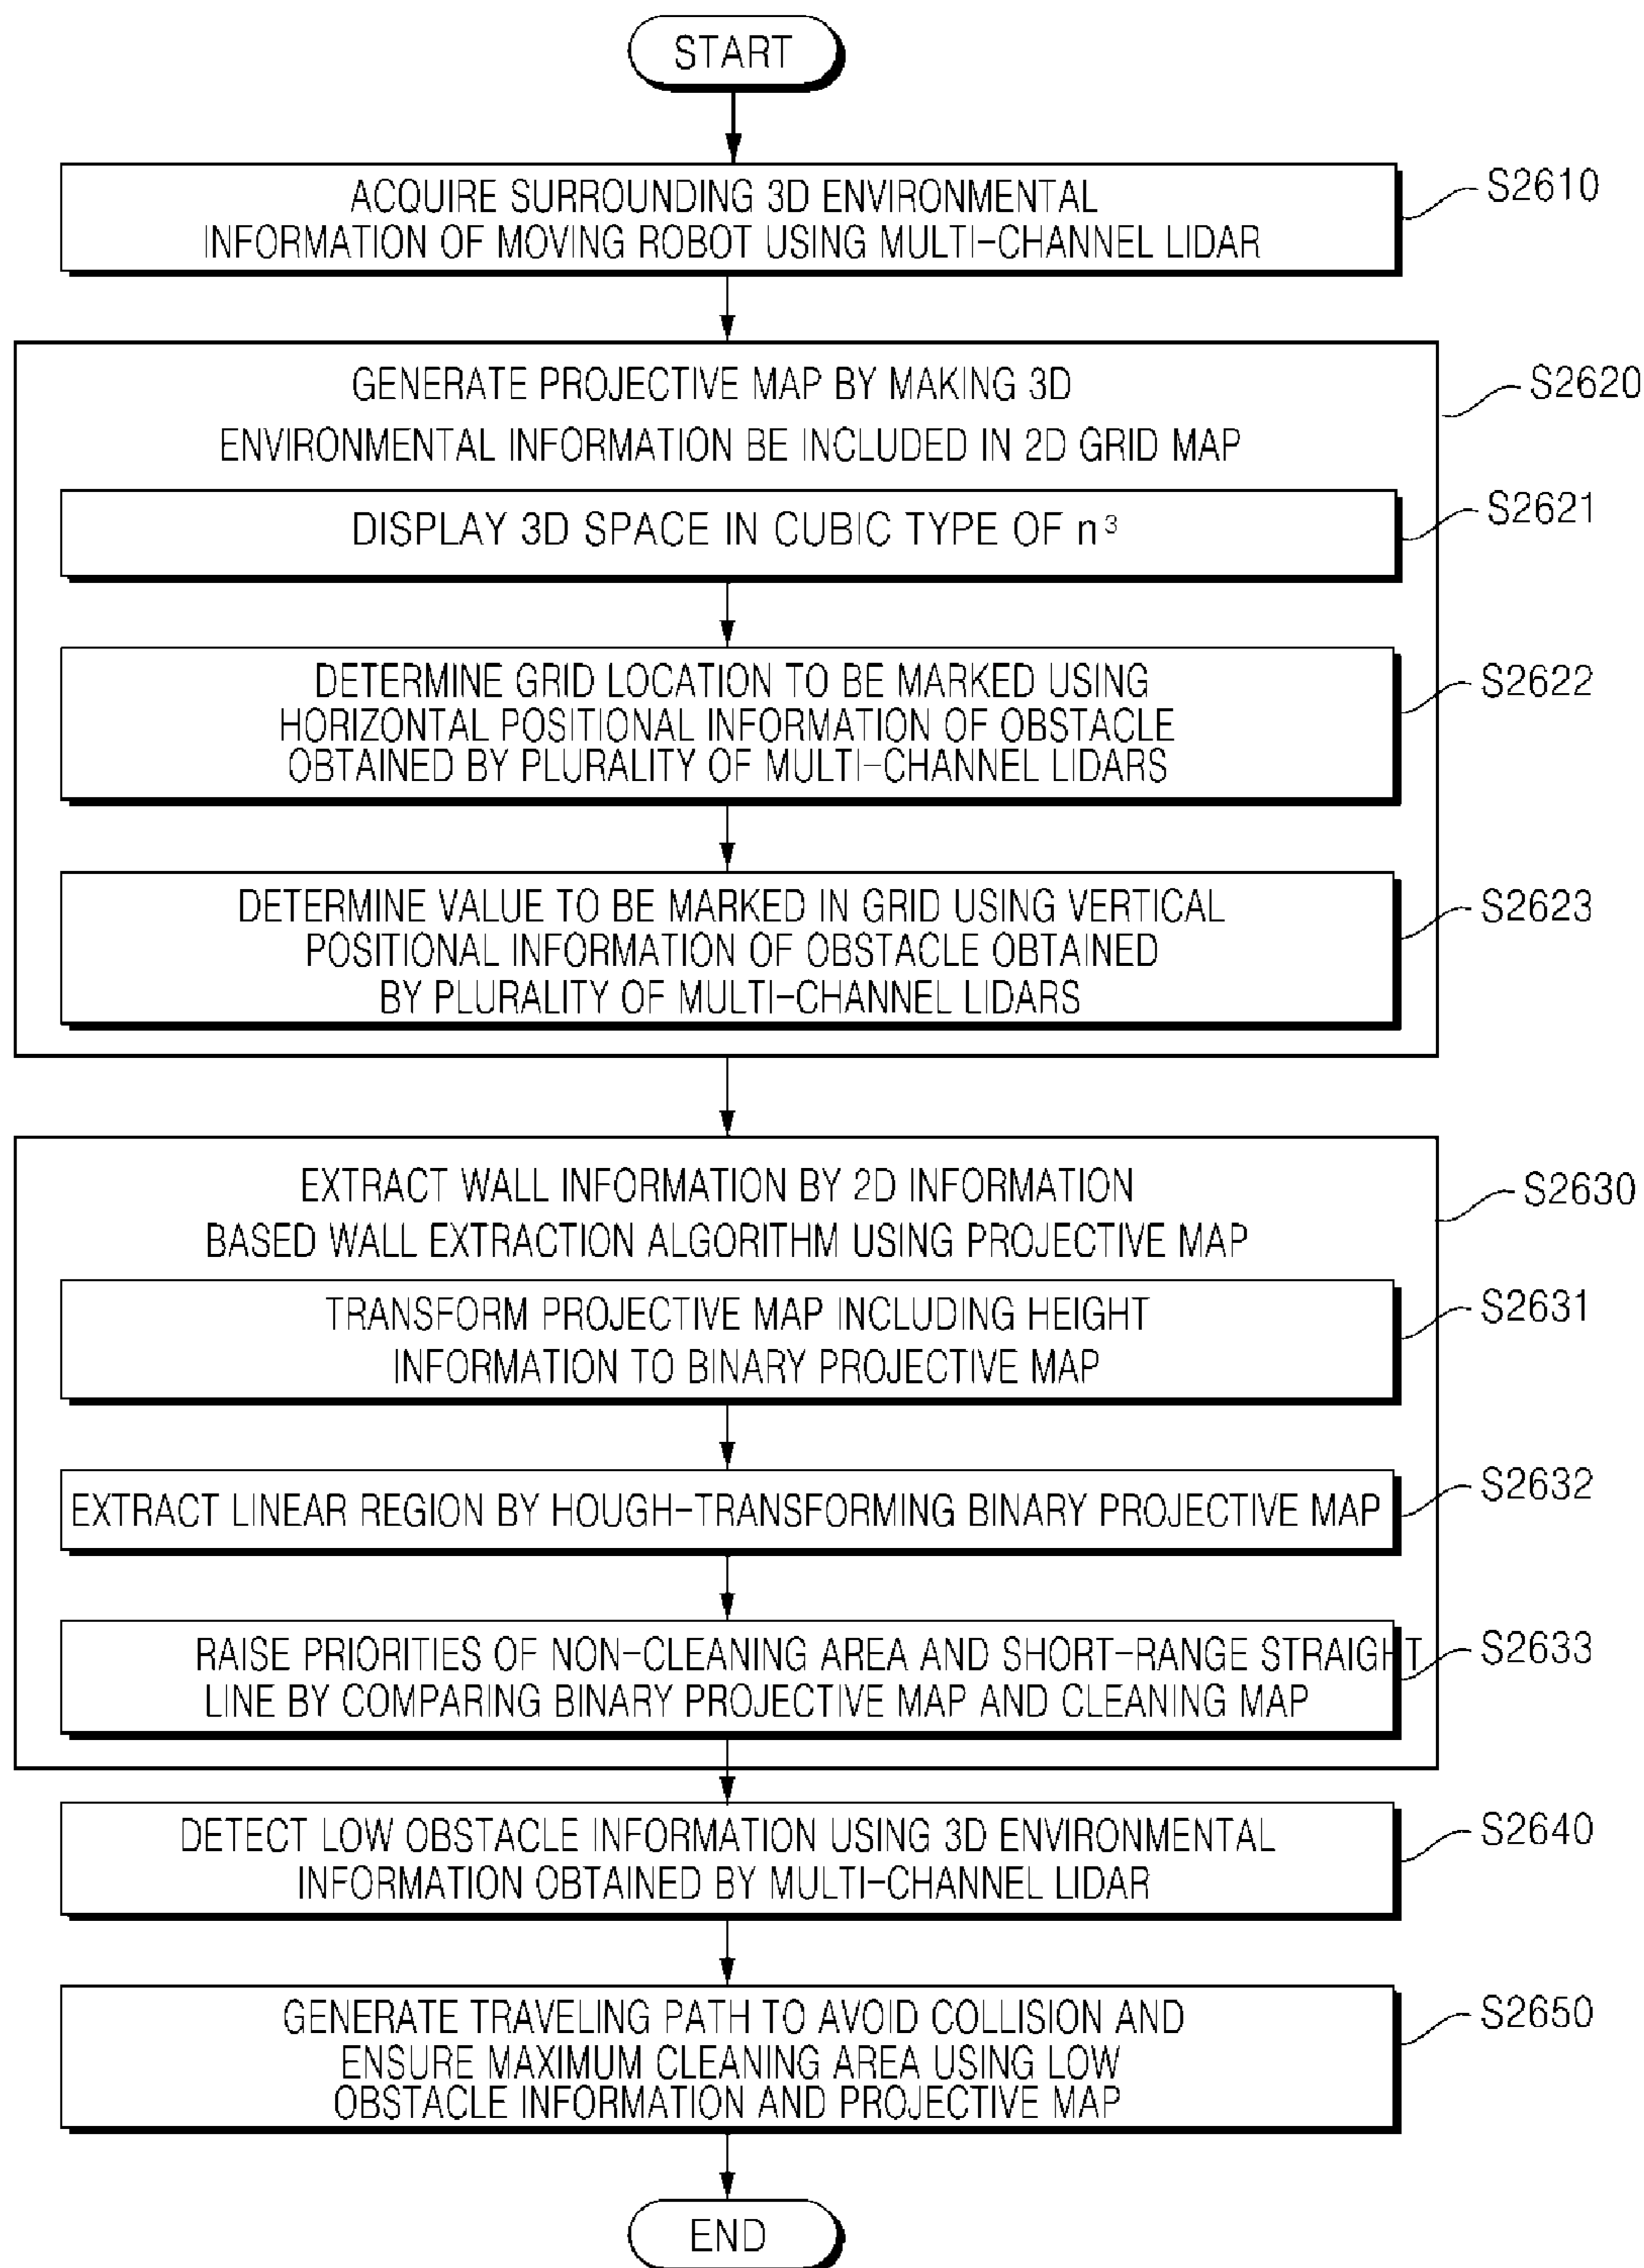 START
ACQUIRE SURROUNDING 3D ENVIRONMENTAL
INFORMATION OF MOVING ROBOT USING MULTI-CHANNEL LIDAR
S2610
GENERATE PROJECTIVE MAP BY MAKING 3D
ENVIRONMENTAL INFORMATION BE INCLUDED IN 2D GRID MAP
S2620
DISPLAY 3D SPACE IN CUBIC TYPE OF n³
S2621
DETERMINE GRID LOCATION TO BE MARKED USING
HORIZONTAL POSITIONAL INFORMATION OF OBSTACLE
OBTAINED BY PLURALITY OF MULTI-CHANNEL LIDARS
S2622
DETERMINE VALUE TO BE MARKED IN GRID USING VERTICAL
POSITIONAL INFORMATION OF OBSTACLE OBTAINED
BY PLURALITY OF MULTI-CHANNEL LIDARS
S2623
EXTRACT WALL INFORMATION BY 2D INFORMATION
BASED WALL EXTRACTION ALGORITHM USING PROJECTIVE MAP
S2630
TRANSFORM PROJECTIVE MAP INCLUDING HEIGHT
INFORMATION TO BINARY PROJECTIVE MAP
S2631
EXTRACT LINEAR REGION BY HOUGH-TRANSFORMING BINARY PROJECTIVE MAP
S2632
RAISE PRIORITIES OF NON-CLEANING AREA AND SHORT-RANGE STRAIGHT
LINE BY COMPARING BINARY PROJECTIVE MAP AND CLEANING MAP
S2633
DETECT LOW OBSTACLE INFORMATION USING 3D ENVIRONMENTAL
INFORMATION OBTAINED BY MULTI-CHANNEL LIDAR
S2640
GENERATE TRAVELING PATH TO AVOID COLLISION AND
ENSURE MAXIMUM CLEANING AREA USING LOW
OBSTACLE INFORMATION AND PROJECTIVE MAP
S2650
END